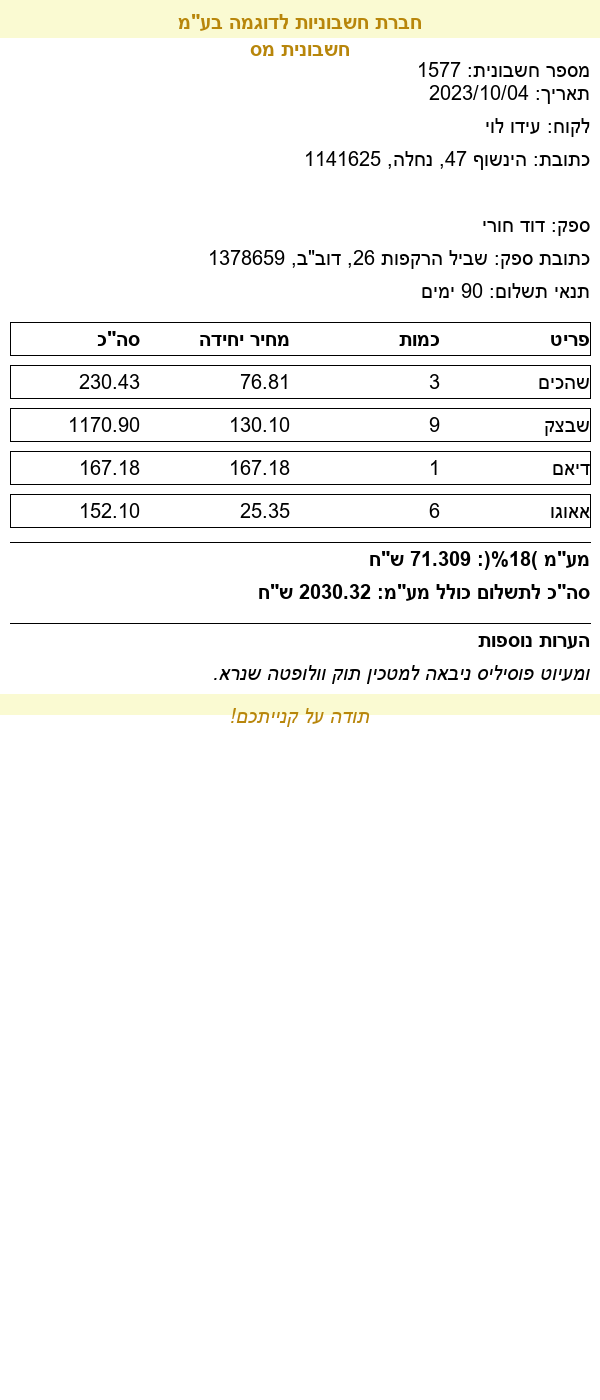 חברת חשבוניות לדוגמה בע"מ
חשבונית מס
מספר חשבונית: 1577
תאריך: 2023/10/04
לקוח: עידו לוי
כתובת: הינשוף 47, נחלה, 1141625
ספק: דוד חורי
כתובת ספק: שביל הרקפות 26, דוב"ב, 1378659
תנאי תשלום: 90 ימים
פריט כמות מחיר יחידה סה"כ
שהכים 3 76.81 230.43
שבצק 9 130.10 1170.90
דיאם 1 167.18 167.18
אאוגו 6 25.35 152.10
מע"מ )18%(: 71.309 ש"ח
סה"כ לתשלום כולל מע"מ: 2030.32 ש"ח
הערות נוספות
ומעיוט פוסיליס ניבאה למטכין תוק וולופטה שנרא.
תודה על קנייתכם!